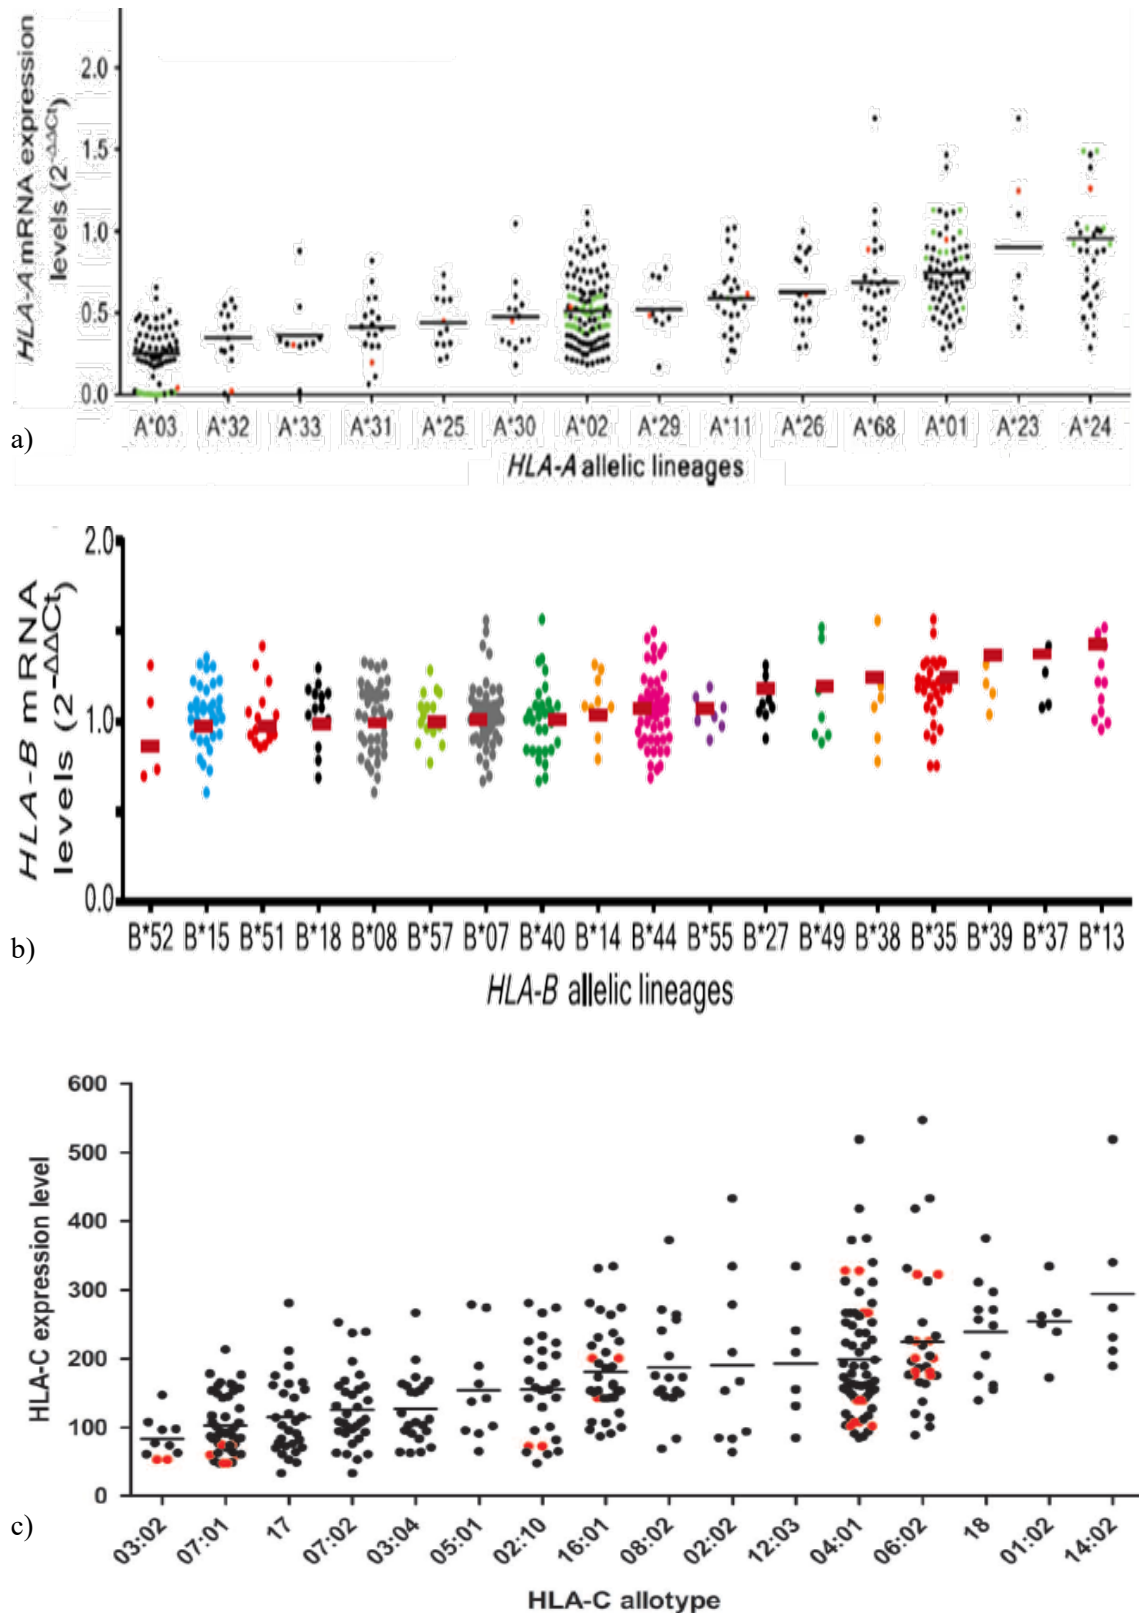 HLA-A mRNA expression
levels (2^-ΔΔCt)
2.0
1.5
1.0
0.5
0.0
A*03 A*32 A*33 A*31 A*25 A*30 A*02 A*29 A*11 A*26 A*68 A*01 A*23 A*24
a)
HLA-A allelic lineages
HLA-B mRNA
levels (2^-ΔΔCt)
2.0
1.0
0.0
B*52 B*15 B*51 B*18 B*08 B*57 B*07 B*40 B*14 B*44 B*55 B*27 B*49 B*38 B*35 B*39 B*37 B*13
b)
HLA-B allelic lineages
HLA-C expression level
600
500
400
300
200
100
0
03:02 07:01 17 07:02 03:04 05:01 02:10 16:01 08:02 02:02 12:03 04:01 06:02 18 01:02 14:02
c)
HLA-C allotype